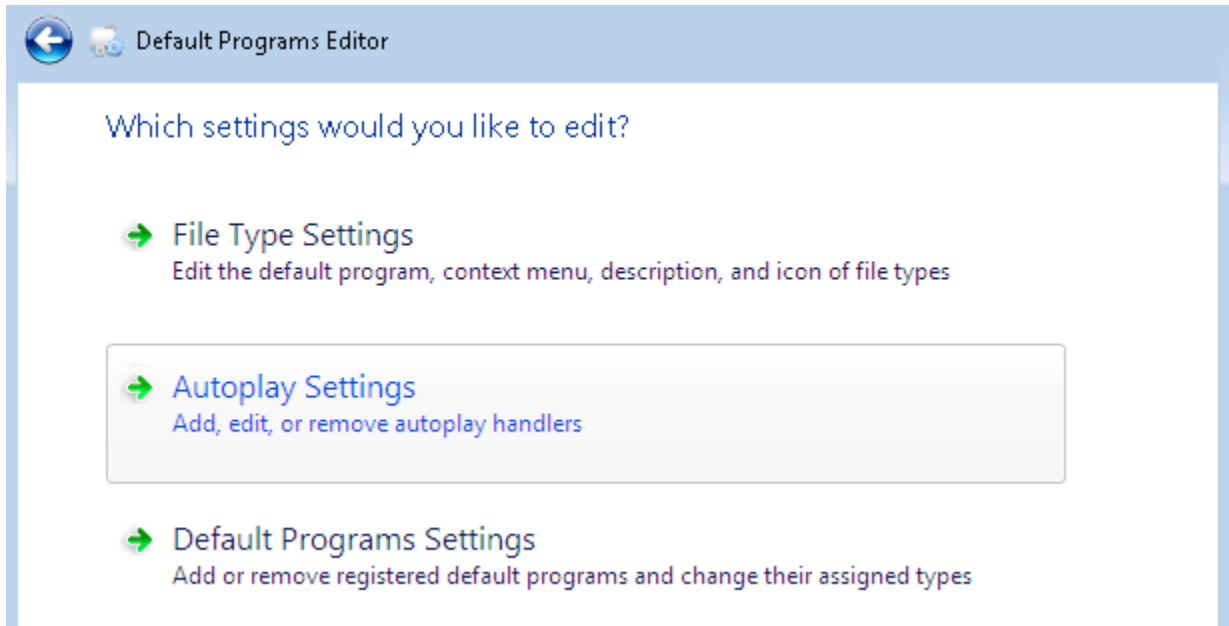 Default Programs Editor
Which settings would you like to edit?
File Type Settings
Edit the default program, context menu, description, and icon of file types
Autoplay Settings
Add, edit, or remove autoplay handlers
Default Programs Settings
Add or remove registered default programs and change their assigned types